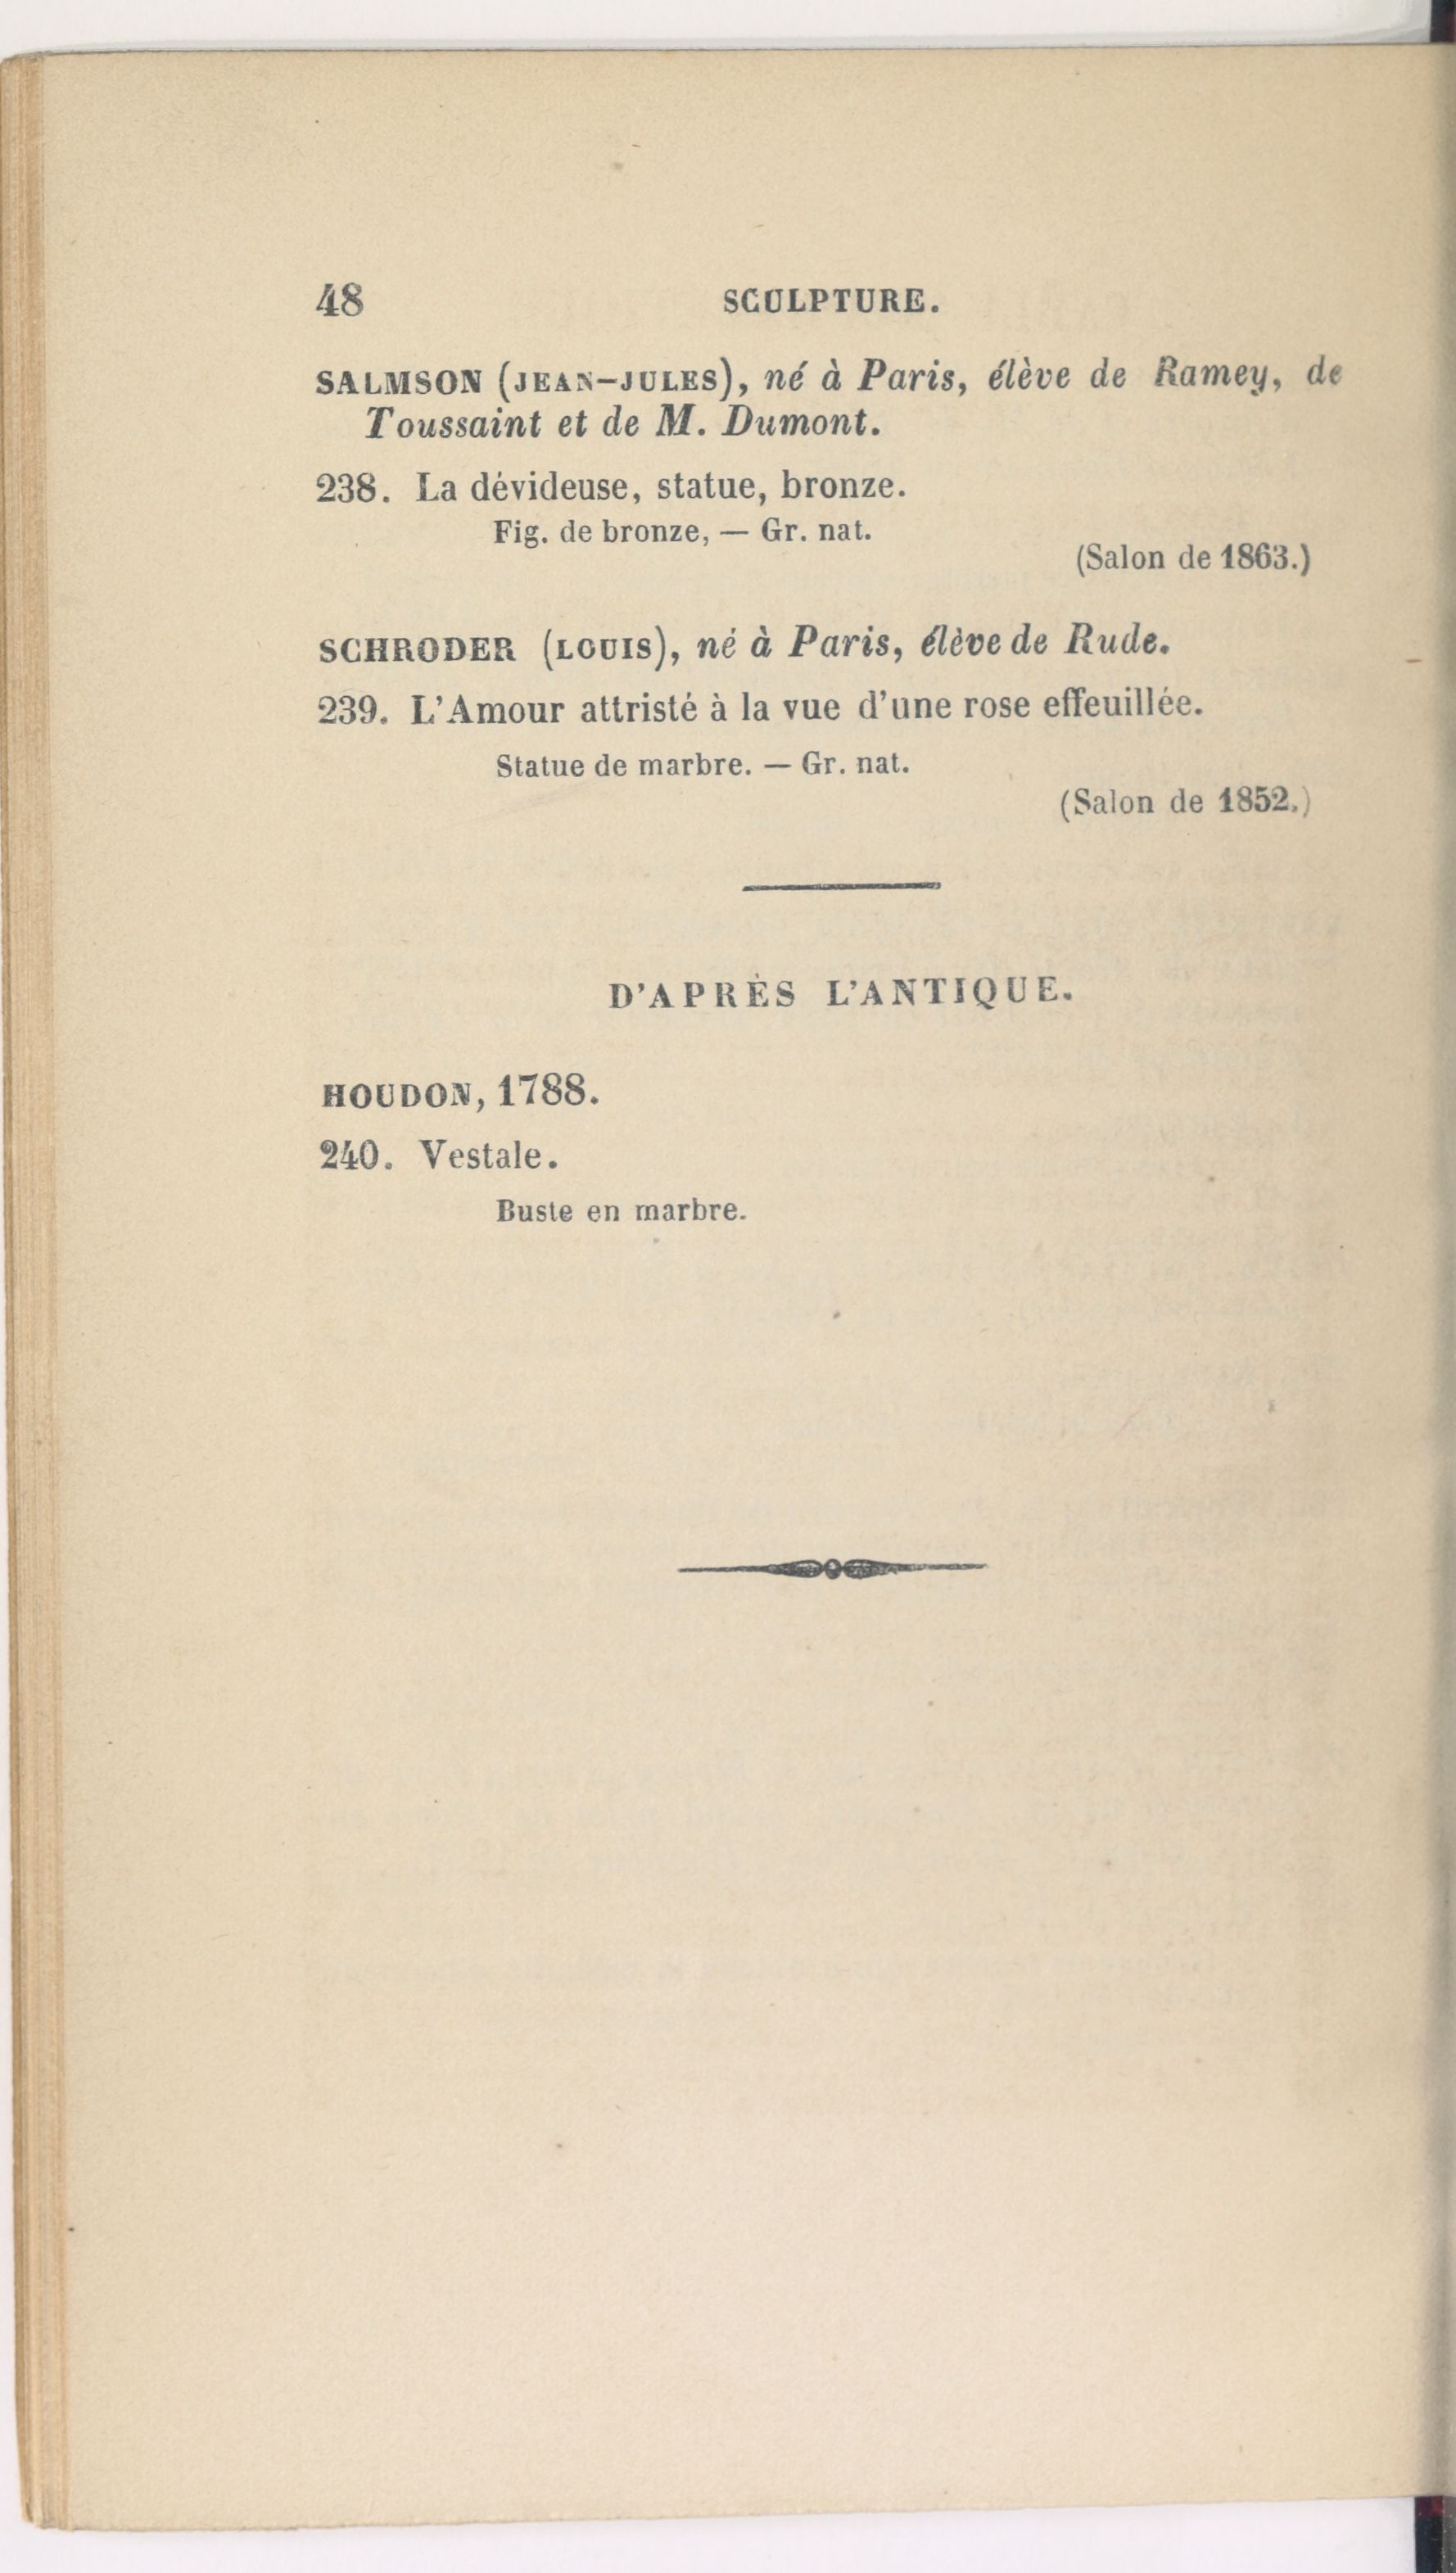 48 SCULPTURE.
SALMSON (JEAN-JULES), né à Paris, élève de Ramey, de
Toussaint et de M. Dumont.
238. La dévideuse, statue, bronze.
Fig. de bronze, — Gr. nat.
(Salon de 1863.)
SCHRODER (LOUIS), né à Paris, élève de Rude.
239. L'Amour attristé à la vue d'une rose effeuillée.
Statue de marbre. — Gr. nat.
(Salon de 1852.)
D'APRÈS L'ANTIQUE.
HOUDON, 1788.
240. Vestale.
Buste en marbre.